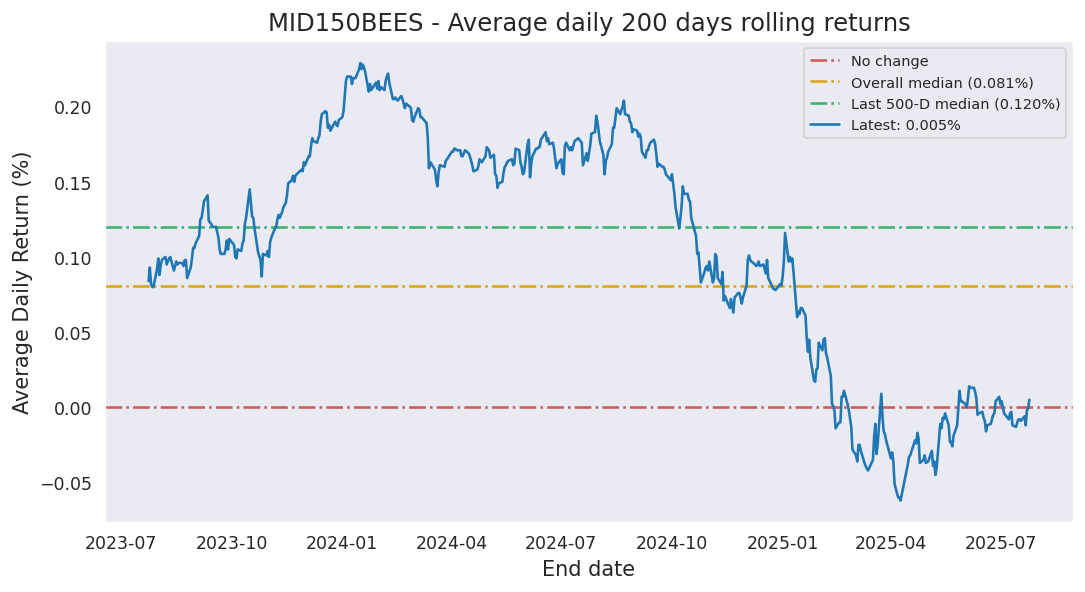 MID150BEES - Average daily 200 days rolling returns
No change
Overall median (0.081%)
Last 500-D median (0.120%)
Latest: 0.005%
Average Daily Return (%)
0.20
0.15
0.10
0.05
0.00
−0.05
2023-07 2023-10 2024-01 2024-04 2024-07 2024-10 2025-01 2025-04 2025-07
End date